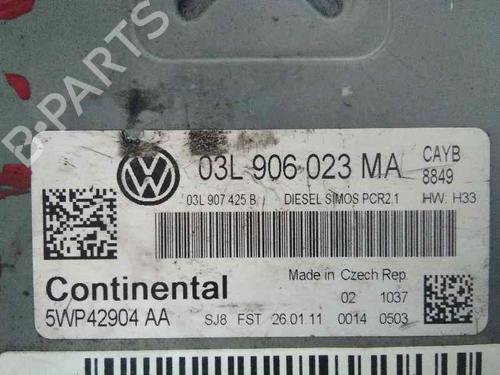 B-PARTS
03L 906 023 MA CAYB
8849
03L 907 425 B DIESEL SIMOS PCR2.1 HW: H33
Continental
Made in Czech Rep.
02 1037
5WP42904 AA SJ8 FST 26.01.11 0014 0503